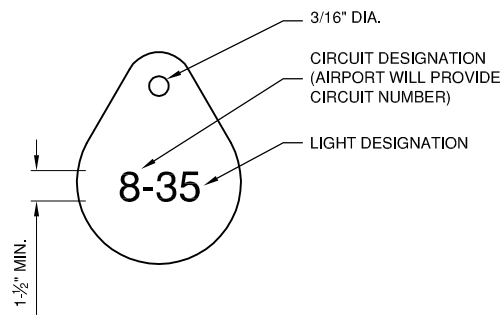 3/16" DIA.
CIRCUIT DESIGNATION
(AIRPORT WILL PROVIDE
CIRCUIT NUMBER)
LIGHT DESIGNATION
8-35
1-½" MIN.